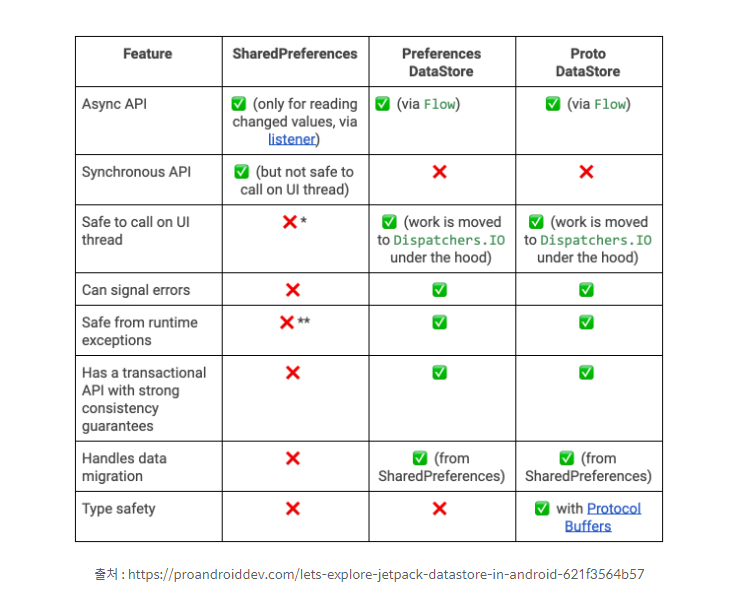 Feature SharedPreferences Preferences DataStore Proto DataStore
Async API ✅ (only for reading changed values, via listener) ✅ (via Flow) ✅ (via Flow)
Synchronous API ✅ (but not safe to call on UI thread) ❌ ❌
Safe to call on UI thread ❌* ✅ (work is moved to Dispatchers.IO under the hood) ✅ (work is moved to Dispatchers.IO under the hood)
Can signal errors ❌ ✅ ✅
Safe from runtime exceptions ❌** ✅ ✅
Has a transactional API with strong consistency guarantees ❌ ✅ ✅
Handles data migration ❌ ✅ (from SharedPreferences) ✅ (from SharedPreferences)
Type safety ❌ ❌ ✅ with Protocol Buffers
출처 : https://proandroiddev.com/lets-explore-jetpack-datastore-in-android-621f3564b57